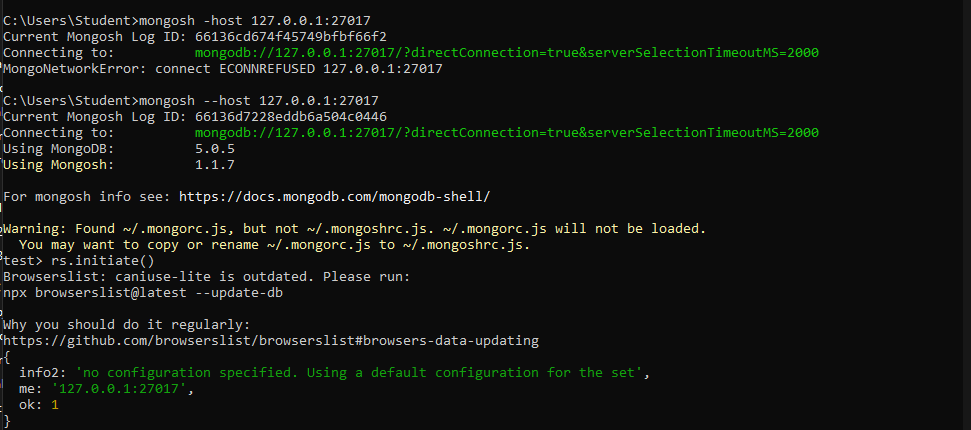 C:\Users\Student>mongosh -host 127.0.0.1:27017
Current Mongosh Log ID: 66136cd674f45749bfbf66f2
Connecting to:          mongodb://127.0.0.1:27017/?directConnection=true&serverSelectionTimeoutMS=2000
MongoNetworkError: connect ECONNREFUSED 127.0.0.1:27017
C:\Users\Student>mongosh --host 127.0.0.1:27017
Current Mongosh Log ID: 66136d7228eddb6a504c0446
Connecting to:          mongodb://127.0.0.1:27017/?directConnection=true&serverSelectionTimeoutMS=2000
Using MongoDB:          5.0.5
Using Mongosh:          1.1.7
For mongosh info see: https://docs.mongodb.com/mongodb-shell/
Warning: Found ~/.mongorc.js, but not ~/.mongoshrc.js. ~/.mongorc.js will not be loaded.
  You may want to copy or rename ~/.mongorc.js to ~/.mongoshrc.js.
test> rs.initiate()
Browserslist: caniuse-lite is outdated. Please run:
npx browserslist@latest --update-db
Why you should do it regularly:
https://github.com/browserslist/browserslist#browsers-data-updating
{
  info2: 'no configuration specified. Using a default configuration for the set',
  me: '127.0.0.1:27017',
  ok: 1
}